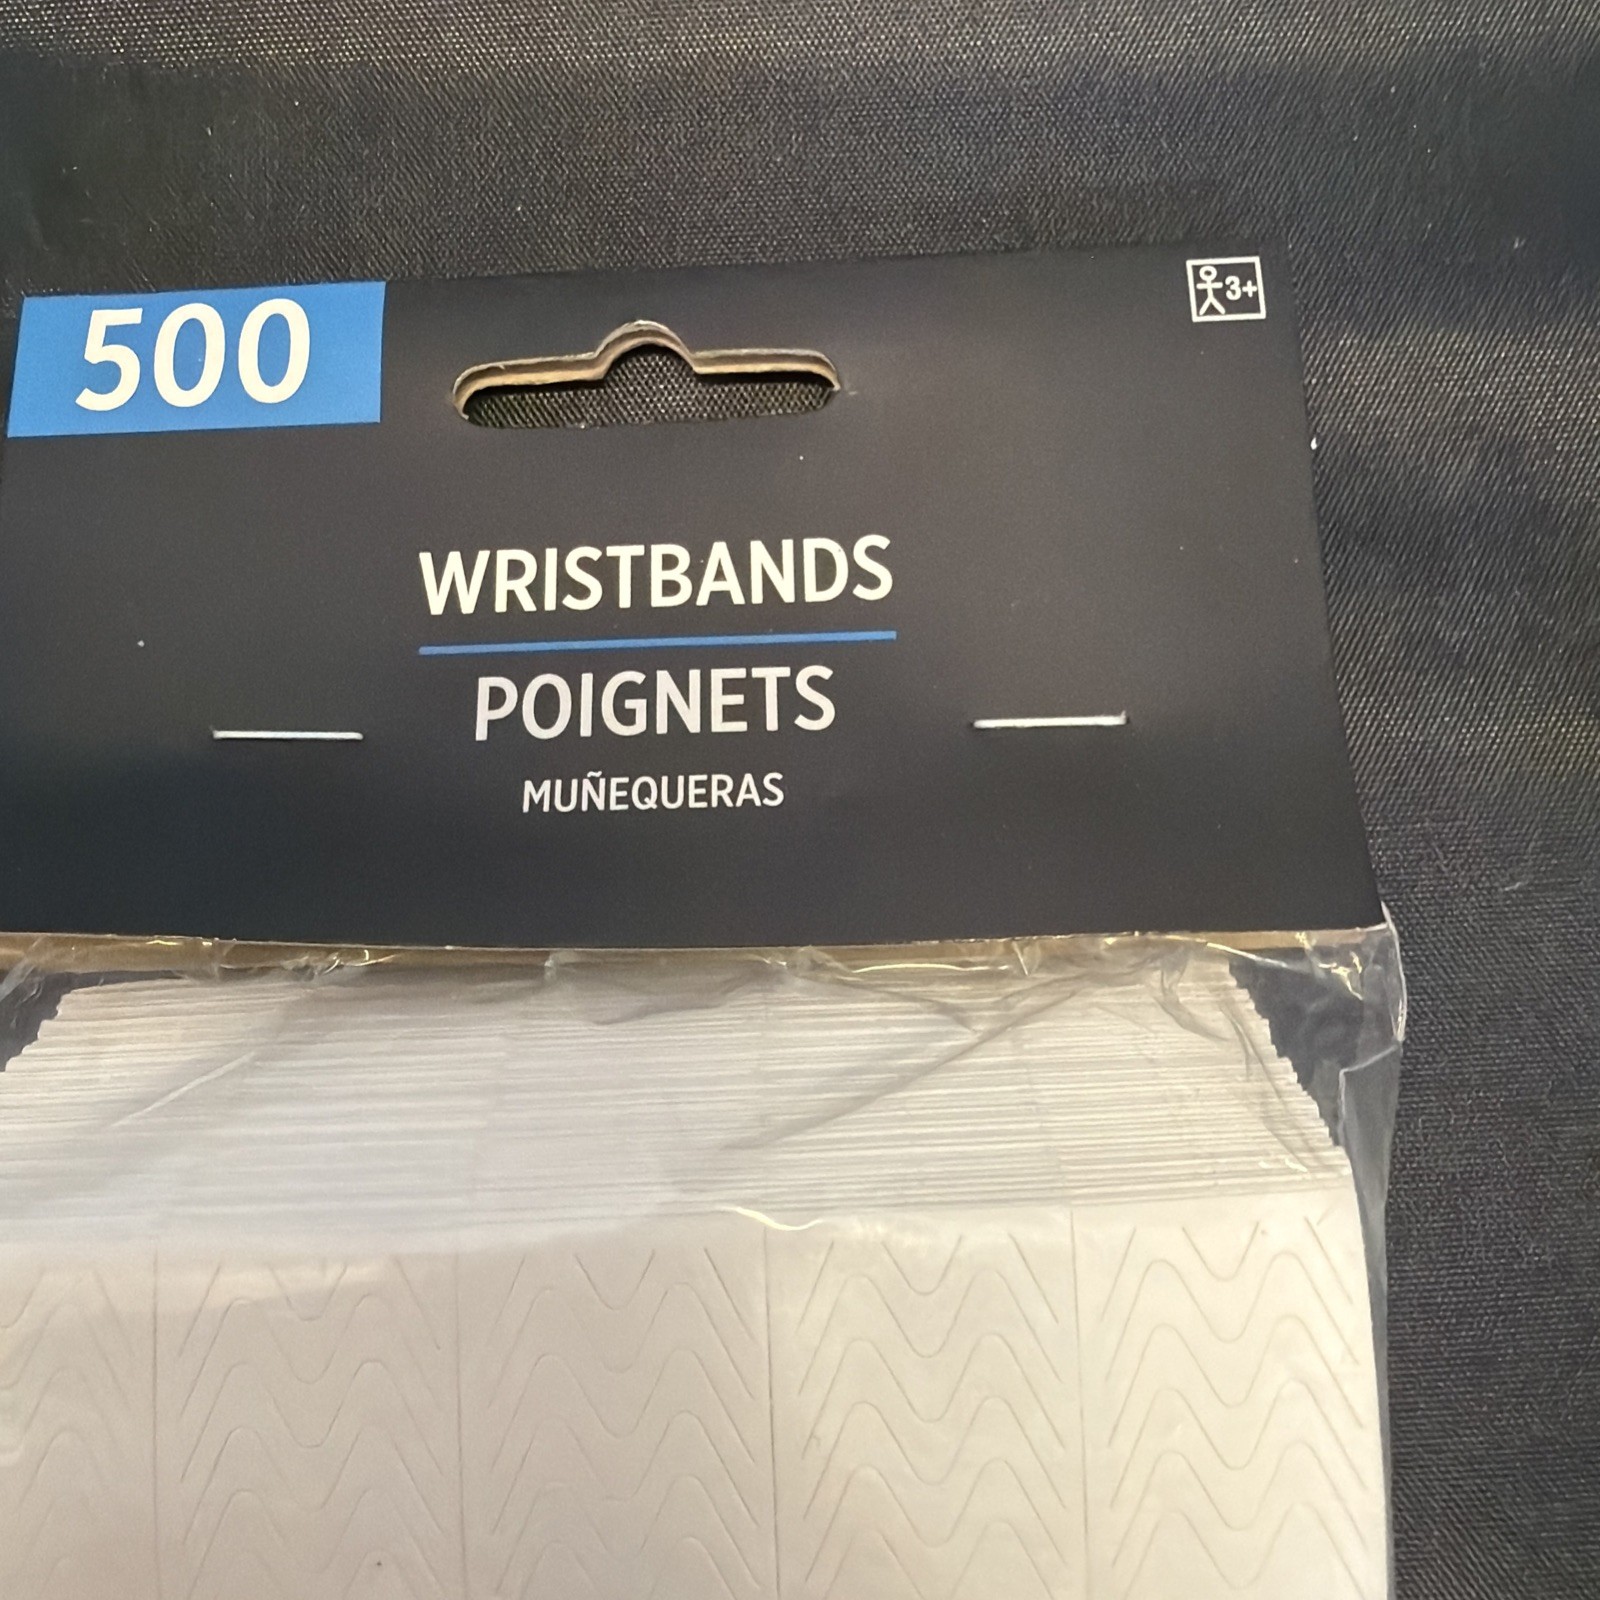 500
3+
WRISTBANDS
POIGNETS
MUÑEQUERAS